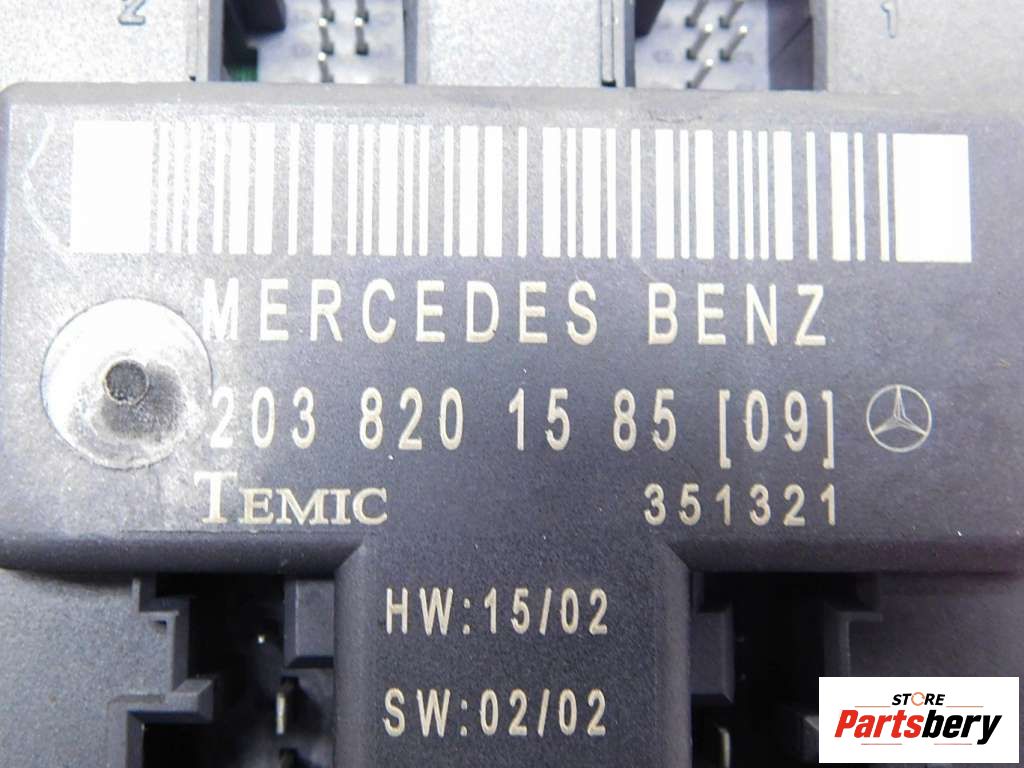 2
1
MERCEDES BENZ
203 820 15 85 [09]
TEMIC 351321
HW:15/02
SW:02/02
STORE
Partsbery